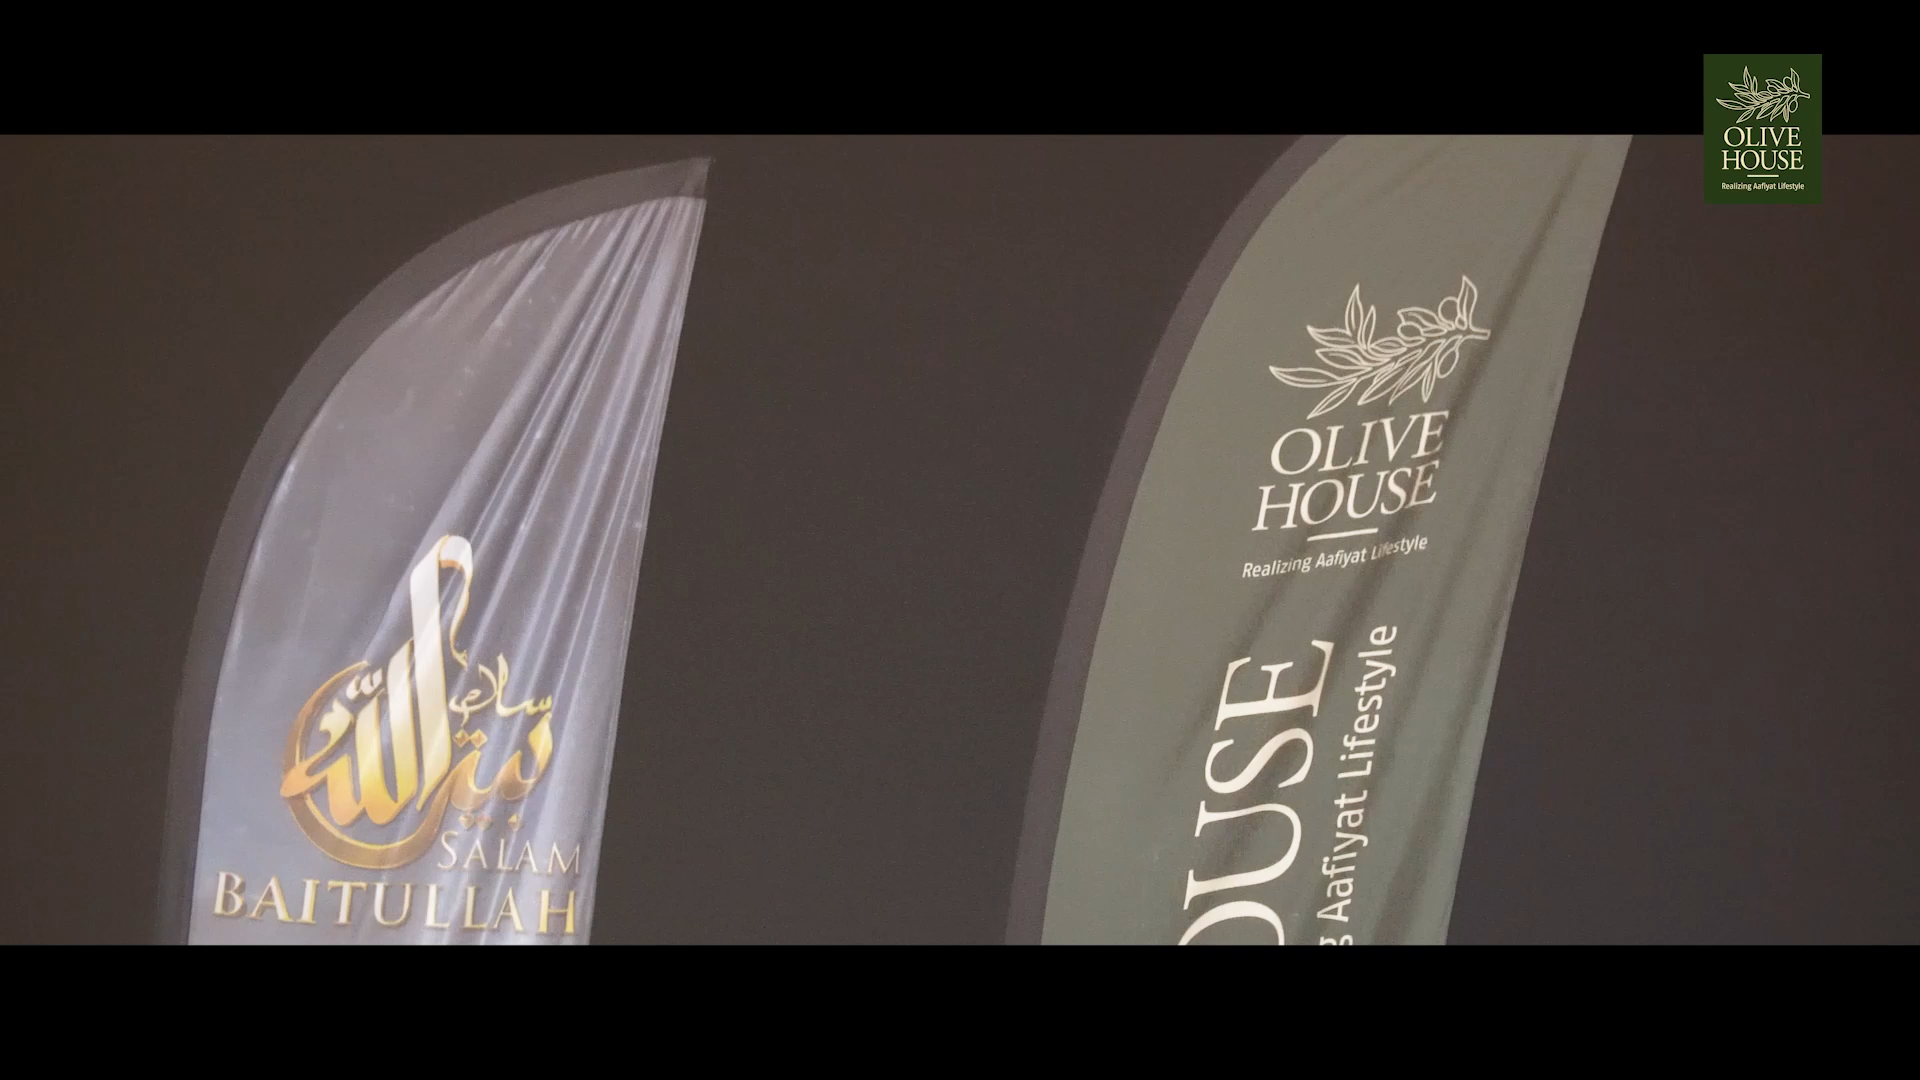 OLIVE
HOUSE
Realizing Aafiyat Lifestyle
سلام
بيت الله
SALAM
BAITULLAH
OLIVE
HOUSE
Realizing Aafiyat Lifestyle
OUSE
g Aafiyat Lifestyle